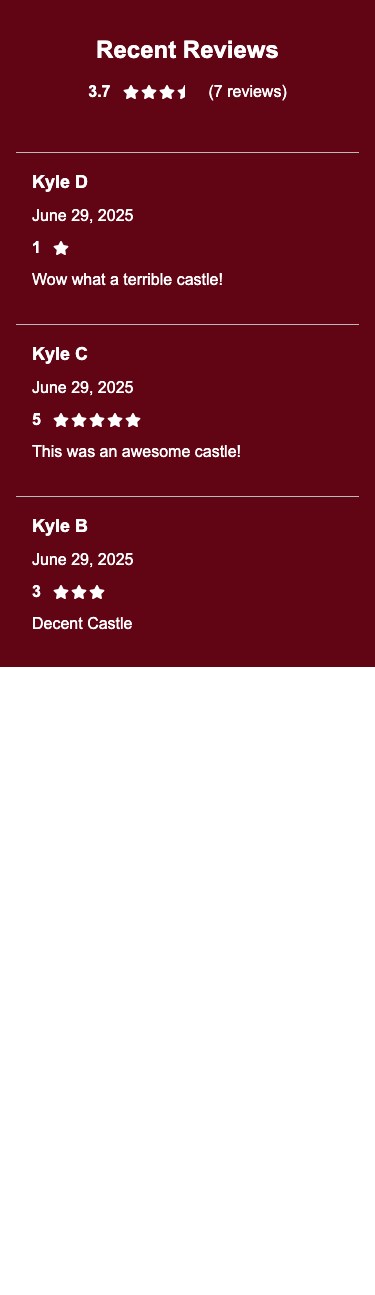 Recent Reviews
3.7 (7 reviews)
Kyle D
June 29, 2025
1
Wow what a terrible castle!
Kyle C
June 29, 2025
5
This was an awesome castle!
Kyle B
June 29, 2025
3
Decent Castle